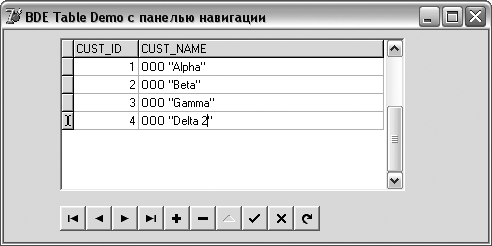 BDE Table Demo с панелью навигации
CUST_ID CUST_NAME
1 ООО "Alpha"
2 ООО "Beta"
3 ООО "Gamma"
4 ООО "Delta 2"